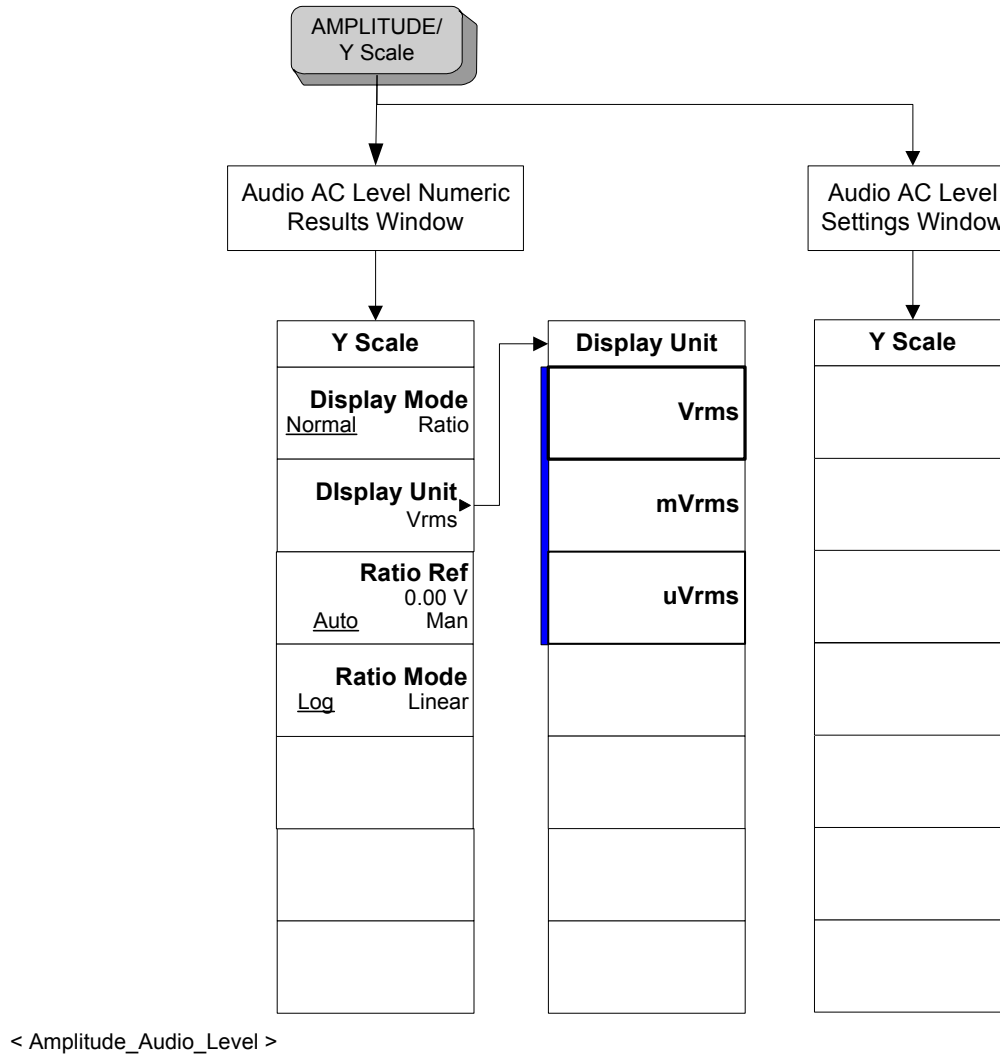 AMPLITUDE/
Y Scale
Audio AC Level Numeric
Results Window
Audio AC Level
Settings Window
Y Scale
Display Mode
Normal Ratio
DIsplay Unit
Vrms
Ratio Ref
0.00 V
Auto Man
Ratio Mode
Log Linear
Display Unit
Vrms
mVrms
uVrms
Y Scale
< Amplitude_Audio_Level >